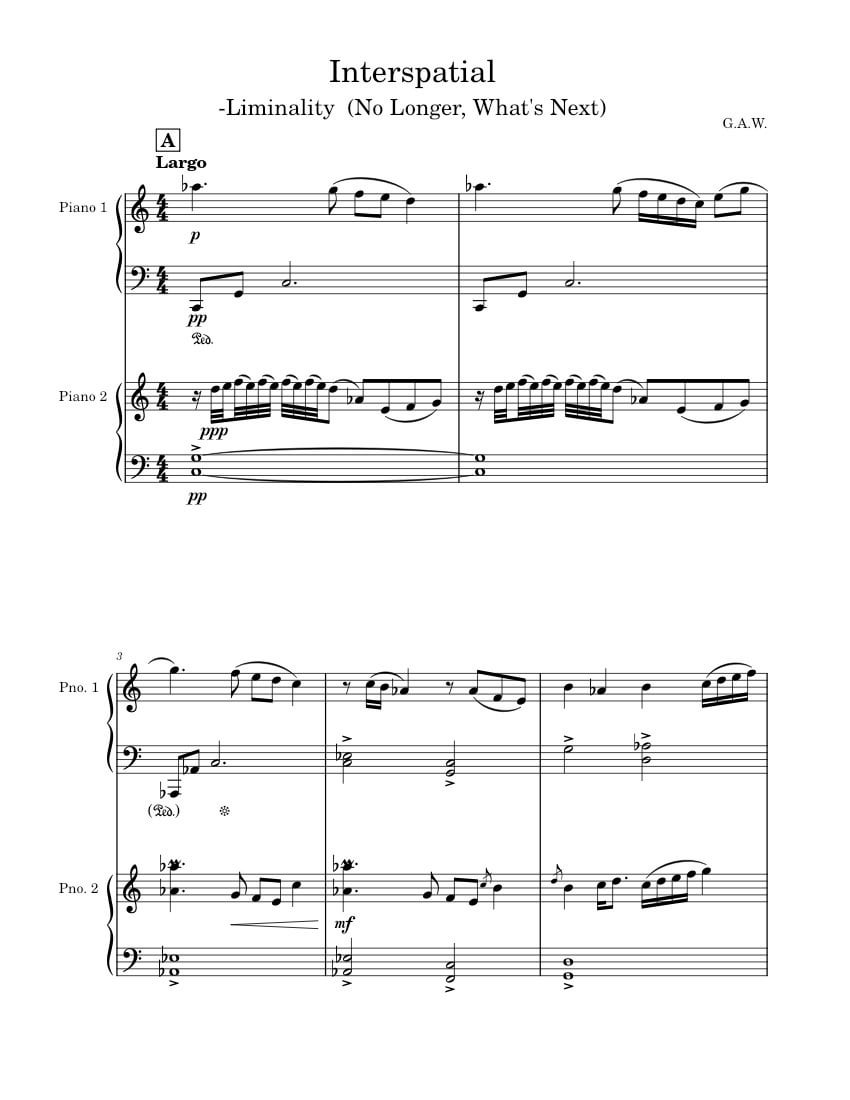 Interspatial
-Liminality (No Longer, What's Next)
G.A.W.
A
Largo
Piano 1
p
pp
Ped.
Piano 2
ppp
pp
3
Pno. 1
(Ped.)
Pno. 2
mf